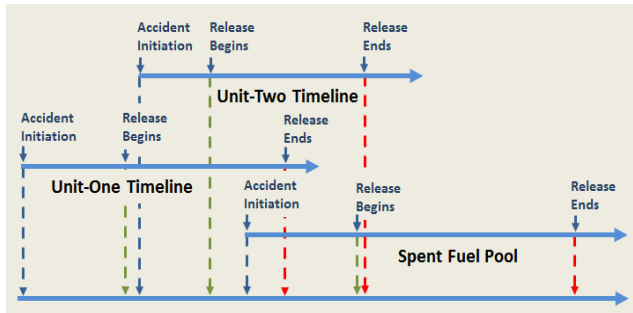 Accident
Initiation
Release
Begins
Release
Ends
Unit-Two Timeline
Accident
Initiation
Release
Begins
Release
Ends
Unit-One Timeline
Accident
Initiation
Release
Begins
Release
Ends
Spent Fuel Pool